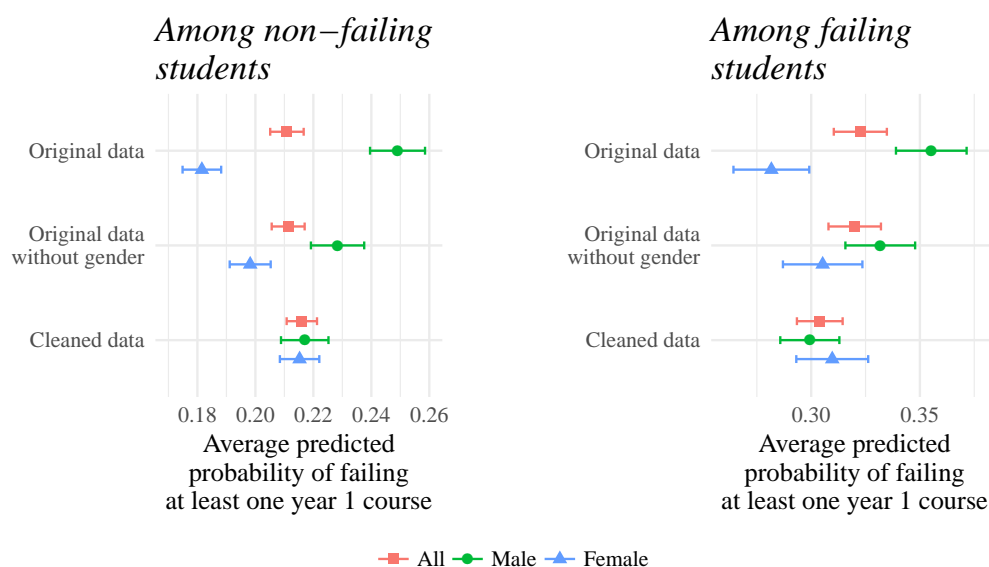 Among non−failing
students
Original data
Original data
without gender
Cleaned data
0.18 0.20 0.22 0.24 0.26
Average predicted
probability of failing
at least one year 1 course
Among failing
students
Original data
Original data
without gender
Cleaned data
0.30 0.35
Average predicted
probability of failing
at least one year 1 course
All Male Female